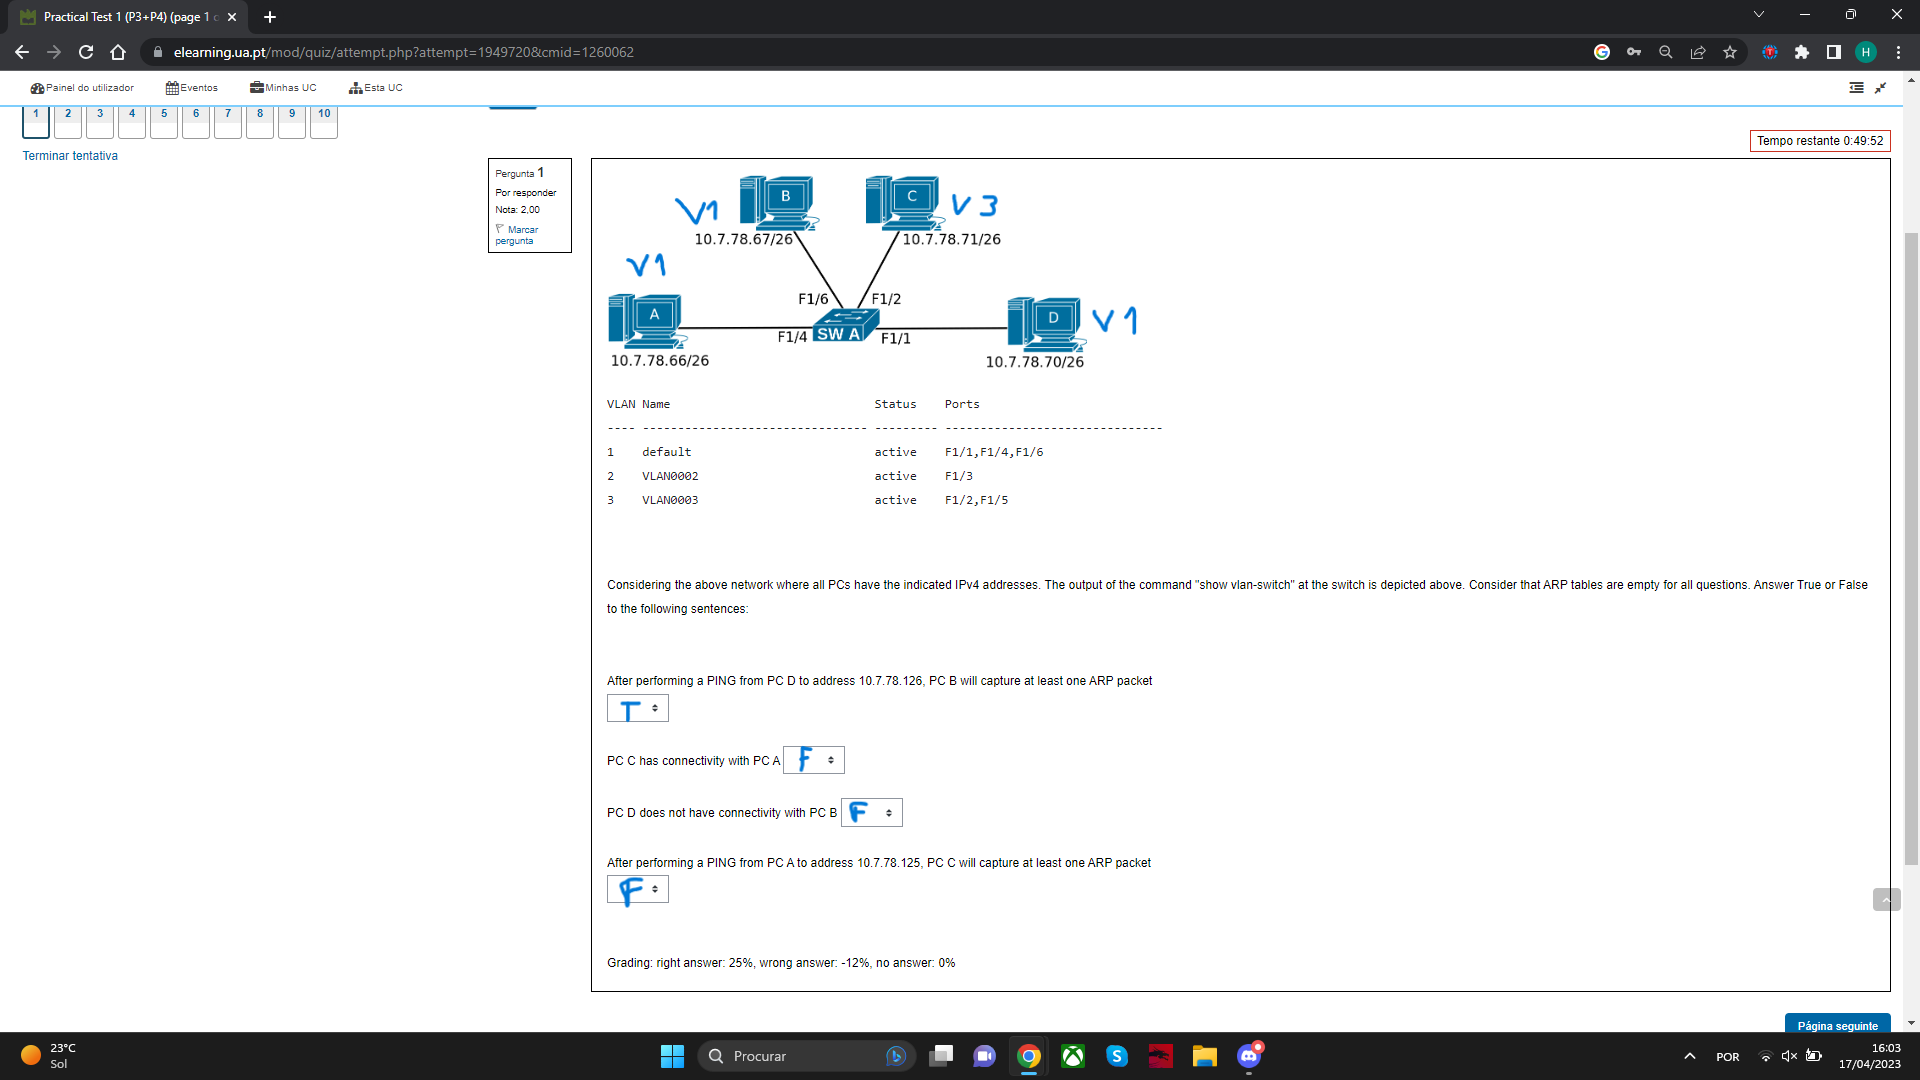 Practical Test 1 (P3+P4) (page 1 o
elearning.ua.pt/mod/quiz/attempt.php?attempt=1949720&cmid=1260062
H
Painel do utilizador
Eventos
Minhas UC
Esta UC
1 2 3 4 5 6 7 8 9 10
Terminar tentativa
Tempo restante 0:49:52
Pergunta 1
Por responder
Nota: 2,00
Marcar pergunta
V1
B
10.7.78.67/26
C
V3
10.7.78.71/26
V1
A
10.7.78.66/26
F1/6
F1/2
F1/4
SW A
F1/1
D
V1
10.7.78.70/26
VLAN Name Status Ports
---- -------------------------------- --------- -------------------------------
1 default active F1/1,F1/4,F1/6
2 VLAN0002 active F1/3
3 VLAN0003 active F1/2,F1/5
Considering the above network where all PCs have the indicated IPv4 addresses. The output of the command "show vlan-switch" at the switch is depicted above. Consider that ARP tables are empty for all questions. Answer True or False
to the following sentences:
After performing a PING from PC D to address 10.7.78.126, PC B will capture at least one ARP packet
T
PC C has connectivity with PC A F
PC D does not have connectivity with PC B F
After performing a PING from PC A to address 10.7.78.125, PC C will capture at least one ARP packet
F
Grading: right answer: 25%, wrong answer: -12%, no answer: 0%
Página seguinte
23°C
Sol
Procurar
POR
16:03
17/04/2023